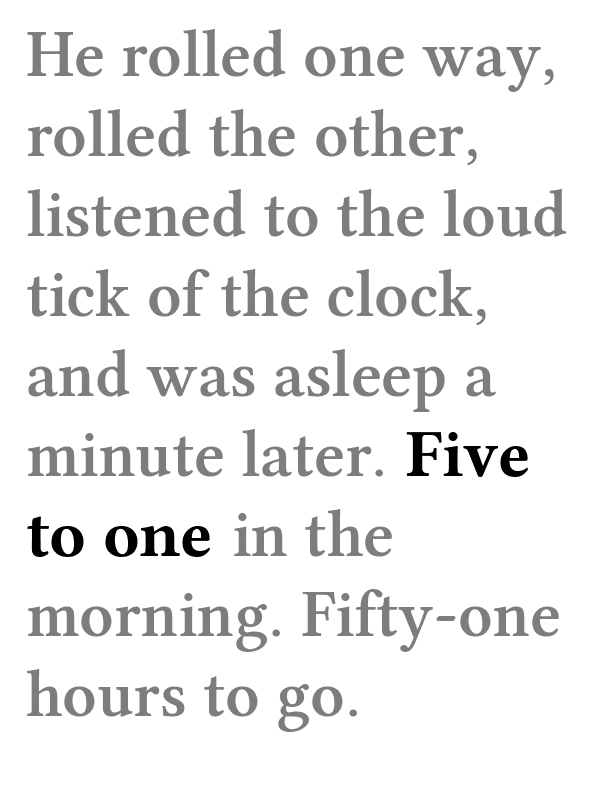 He rolled one way,
rolled the other,
listened to the loud
tick of the clock,
and was asleep a
minute later. Five
to one in the
morning. Fifty-one
hours to go.